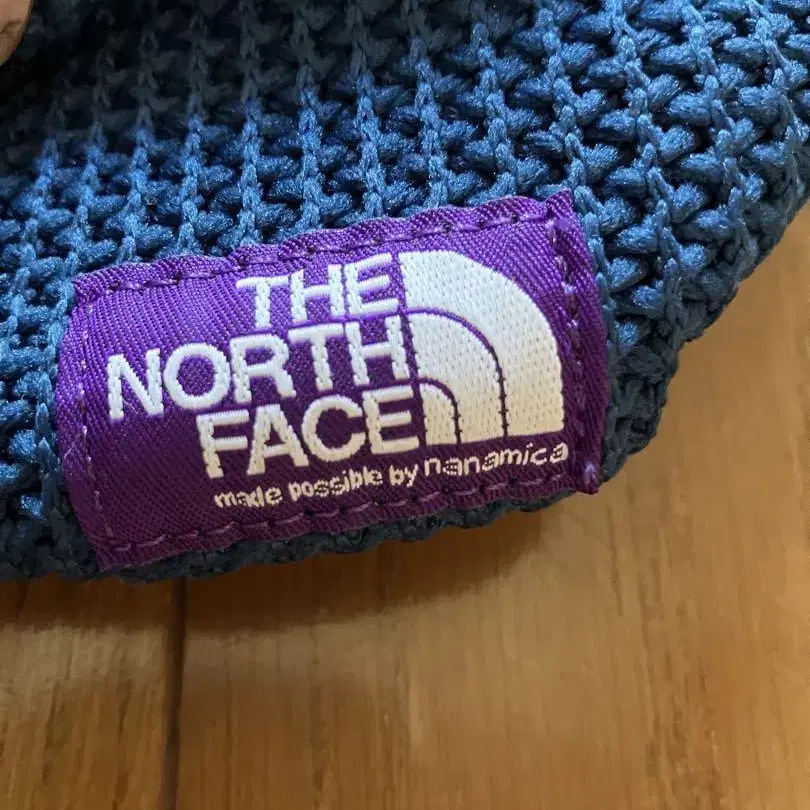 THE
NORTH
FACE
made possible by nanamica